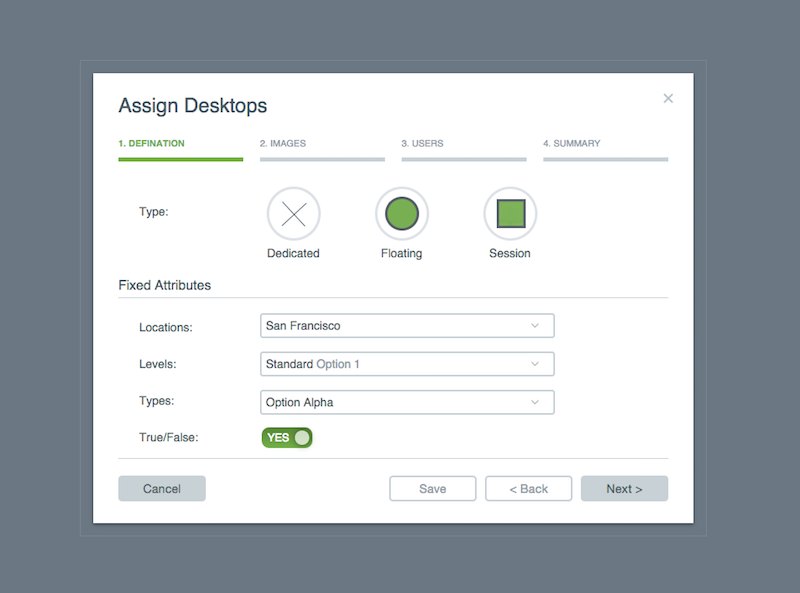 Assign Desktops
1. DEFINATION 2. IMAGES 3. USERS 4. SUMMARY
Type:
Dedicated Floating Session
Fixed Attributes
Locations: San Francisco
Levels: Standard Option 1
Types: Option Alpha
True/False: YES
Cancel Save < Back Next >